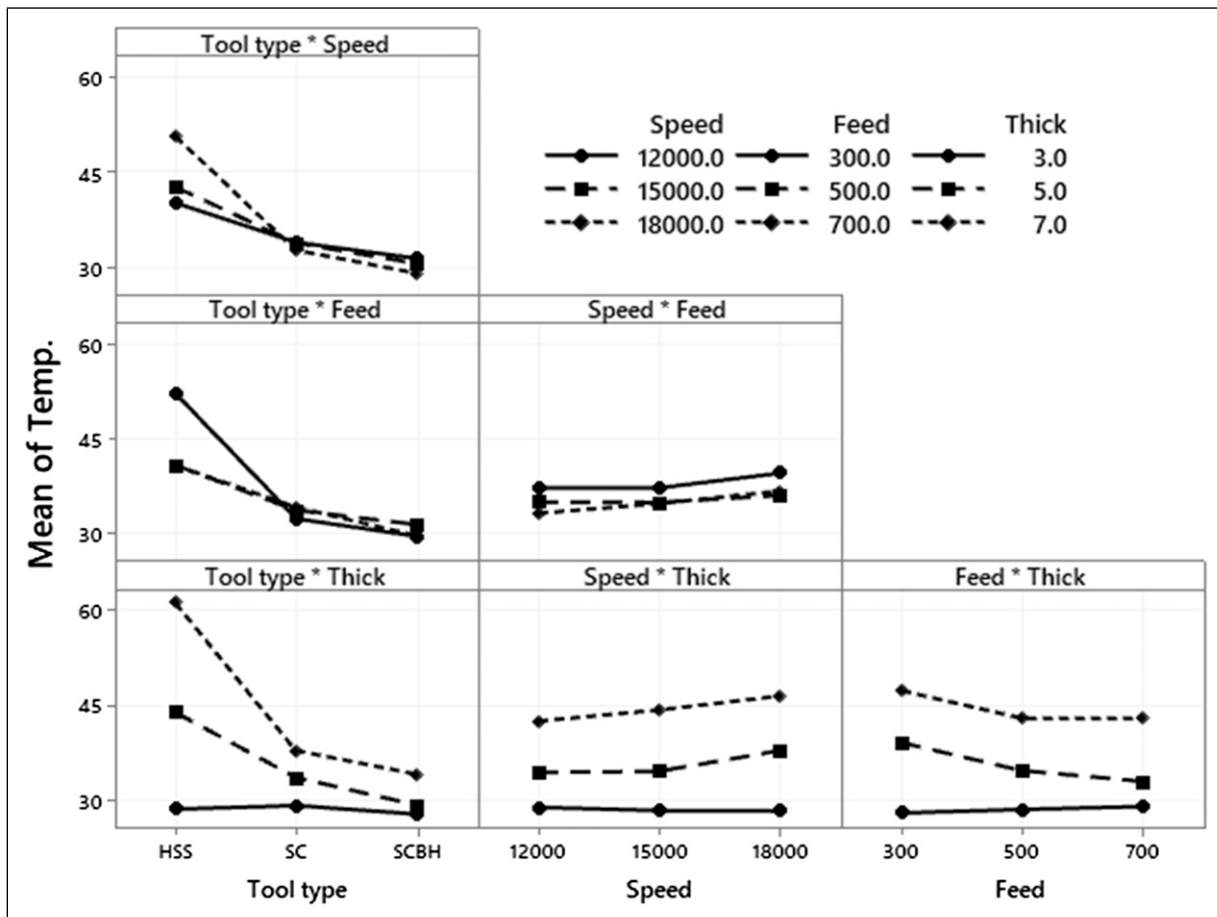 Tool type * Speed
60
45
30
Speed Feed Thick
12000.0 300.0 3.0
15000.0 500.0 5.0
18000.0 700.0 7.0
Mean of Temp.
Tool type * Feed Speed * Feed
60
45
30
Tool type * Thick Speed * Thick Feed * Thick
60
45
30
HSS SC SCBH 12000 15000 18000 300 500 700
Tool type Speed Feed